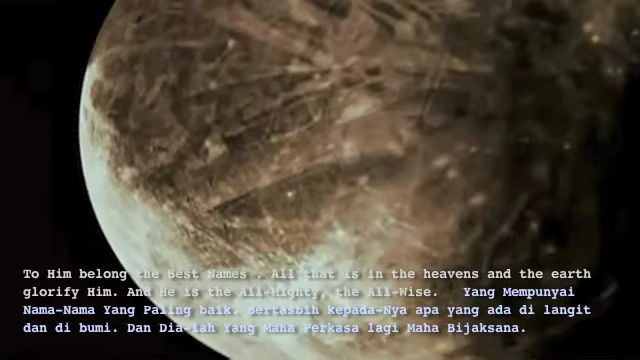 To Him belong the Best Names . All that is in the heavens and the earth
glorify Him. And He is the All-Mighty, the All-Wise. Yang Mempunyai
Nama-Nama Yang Paling baik. Bertasbih kepada-Nya apa yang ada di langit
dan di bumi. Dan Dia-lah Yang Maha Perkasa lagi Maha Bijaksana.